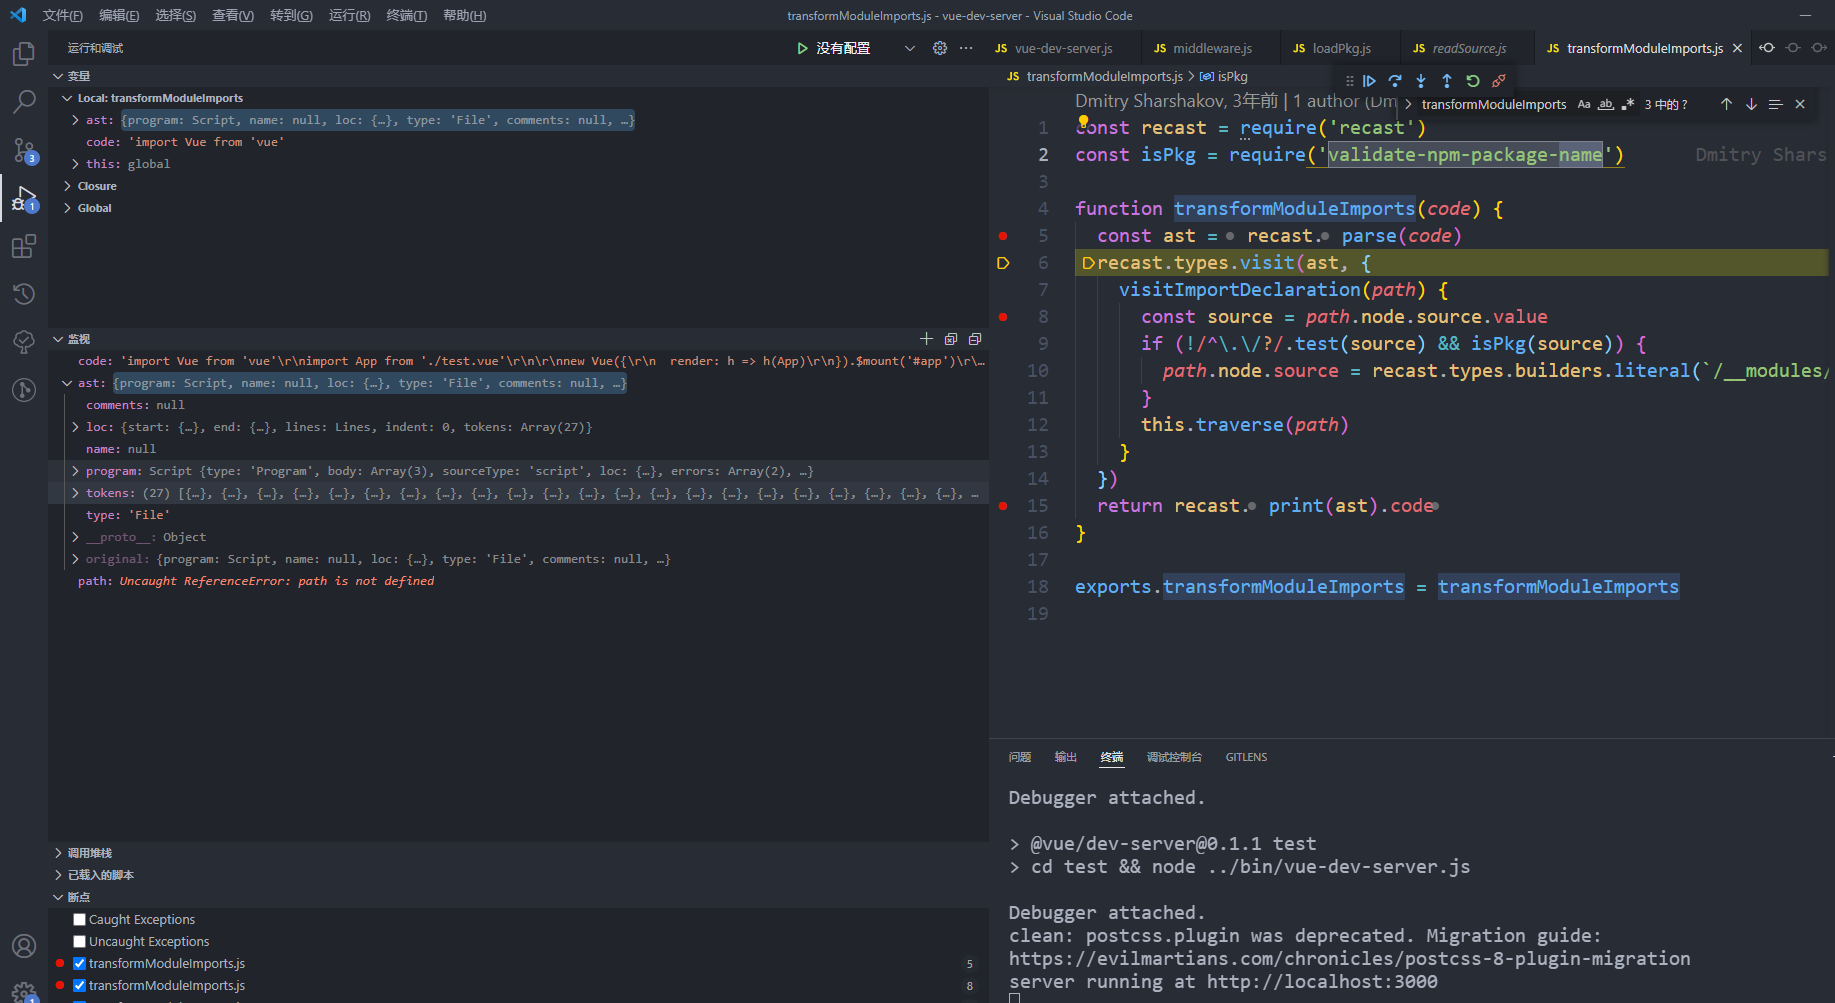 文件(F) 编辑(E) 选择(S) 查看(V) 转到(G) 运行(R) 终端(T) 帮助(H)
transformModuleImports.js - vue-dev-server - Visual Studio Code
运行和调试
没有配置
变量
Local: transformModuleImports
ast: {program: Script, name: null, loc: {…}, type: 'File', comments: null, …}
code: 'import Vue from 'vue'
this: global
Closure
Global
3
1
监视
code: 'import Vue from 'vue'\r\nimport App from './test.vue'\r\n\r\nnew Vue({\r\n  render: h => h(App)\r\n}).$mount('#app')\r\…
ast: {program: Script, name: null, loc: {…}, type: 'File', comments: null, …}
comments: null
loc: {start: {…}, end: {…}, lines: Lines, indent: 0, tokens: Array(27)}
name: null
program: Script {type: 'Program', body: Array(3), sourceType: 'script', loc: {…}, errors: Array(2), …}
tokens: (27) [{…}, {…}, {…}, {…}, {…}, {…}, {…}, {…}, {…}, {…}, {…}, {…}, {…}, {…}, {…}, {…}, {…}, {…}, {…}, {…}, {…}, {…}, …
type: 'File'
__proto__: Object
original: {program: Script, name: null, loc: {…}, type: 'File', comments: null, …}
path: Uncaught ReferenceError: path is not defined
调用堆栈
已载入的脚本
断点
Caught Exceptions
Uncaught Exceptions
transformModuleImports.js 5
transformModuleImports.js 8
JS vue-dev-server.js JS middleware.js JS loadPkg.js JS readSource.js JS transformModuleImports.js
JS transformModuleImports.js > isPkg
transformModuleImports Aa ab 3 中的 ?
Dmitry Sharshakov, 3年前 | 1 author (Dm
1 const recast = require('recast')
2 const isPkg = require('validate-npm-package-name') Dmitry Shars
3
4 function transformModuleImports(code) {
5 const ast = recast. parse(code)
6 recast.types.visit(ast, {
7 visitImportDeclaration(path) {
8 const source = path.node.source.value
9 if (!/^\.\/?/.test(source) && isPkg(source)) {
10 path.node.source = recast.types.builders.literal(`/__modules/
11 }
12 this.traverse(path)
13 }
14 })
15 return recast. print(ast).code
16 }
17
18 exports.transformModuleImports = transformModuleImports
19
问题 输出 终端 调试控制台 GITLENS
Debugger attached.
> @vue/dev-server@0.1.1 test
> cd test && node ../bin/vue-dev-server.js
Debugger attached.
clean: postcss.plugin was deprecated. Migration guide:
https://evilmartians.com/chronicles/postcss-8-plugin-migration
server running at http://localhost:3000